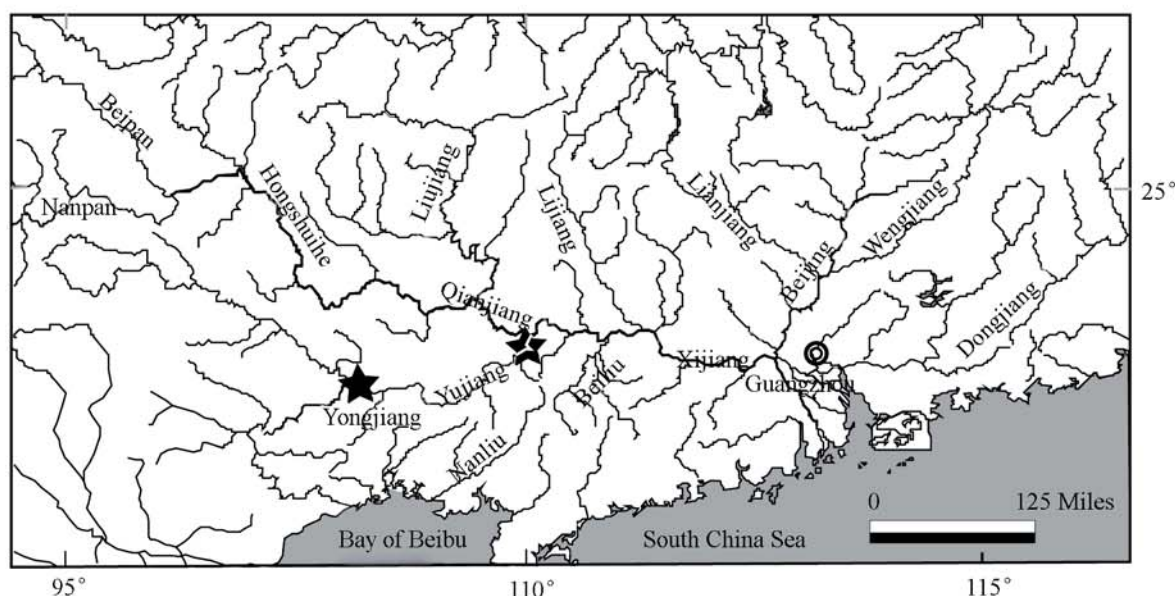 Beipan
Hongshuihe
Liujiang
Lijiang
Lianjiang
Wengjiang
25°
Nanpan
Beijing
Qianjiang
Dongjiang
Xijiang
Yujiang
Beiliu
Guangzhou
Yongjiang
Nanliu
0 125 Miles
Bay of Beibu
South China Sea
95° 110° 115°